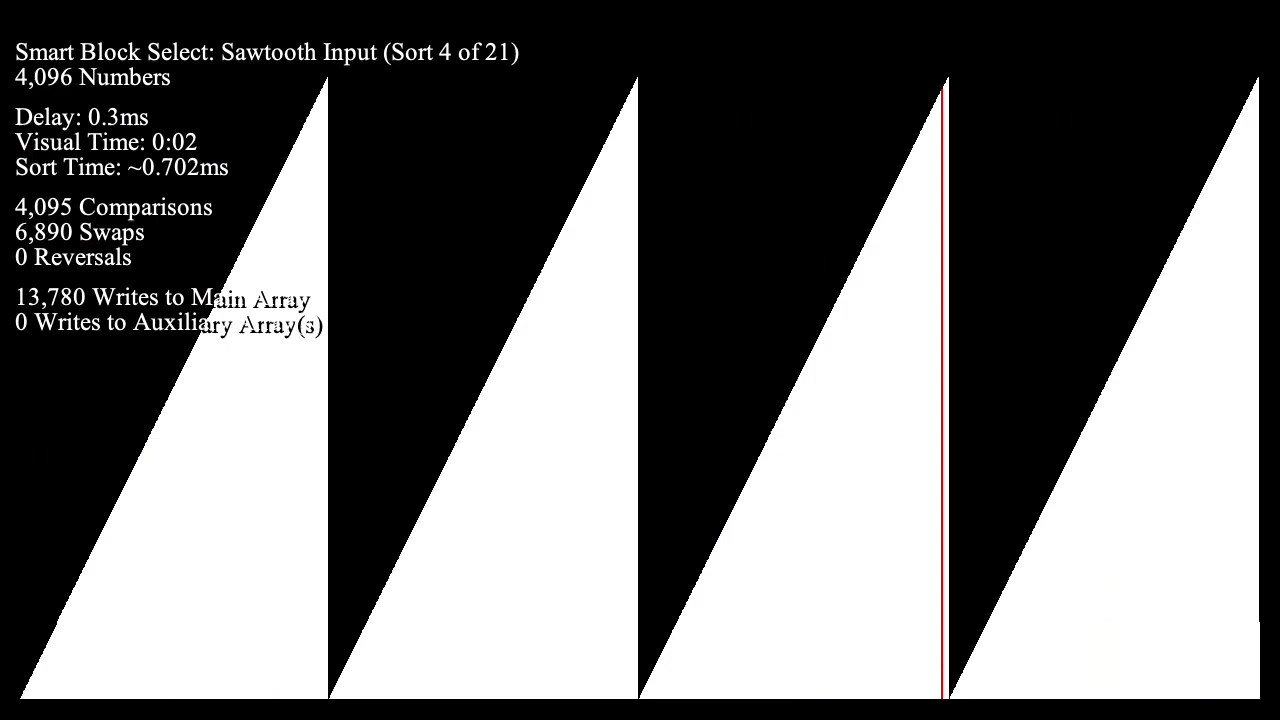 Smart Block Select: Sawtooth Input (Sort 4 of 21)
4,096 Numbers
Delay: 0.3ms
Visual Time: 0:02
Sort Time: ~0.702ms
4,095 Comparisons
6,890 Swaps
0 Reversals
13,780 Writes to Main Array
0 Writes to Auxiliary Array(s)